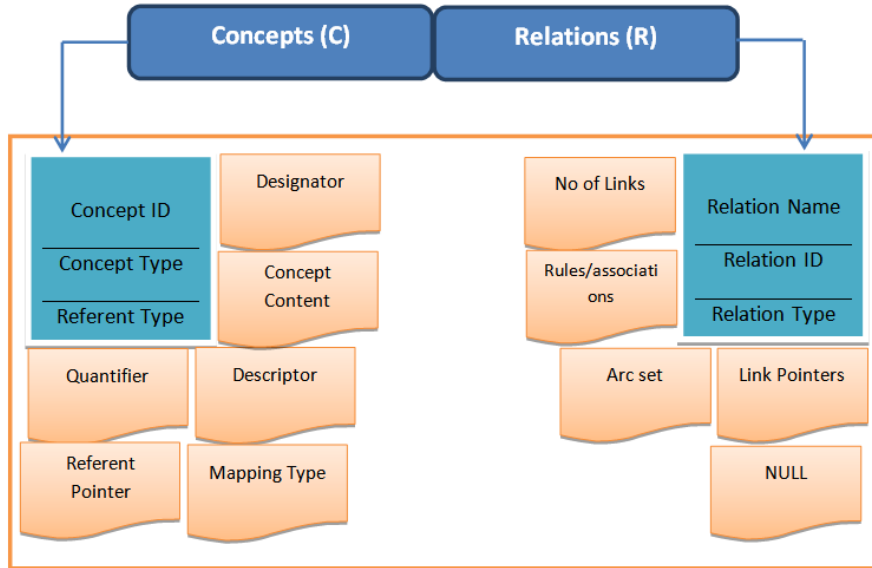 Concepts (C)
Relations (R)
Concept ID
Concept Type
Referent Type
Designator
Concept
Content
Quantifier
Descriptor
Referent
Pointer
Mapping Type
No of Links
Rules/associati
ons
Relation Name
Relation ID
Relation Type
Arc set
Link Pointers
NULL